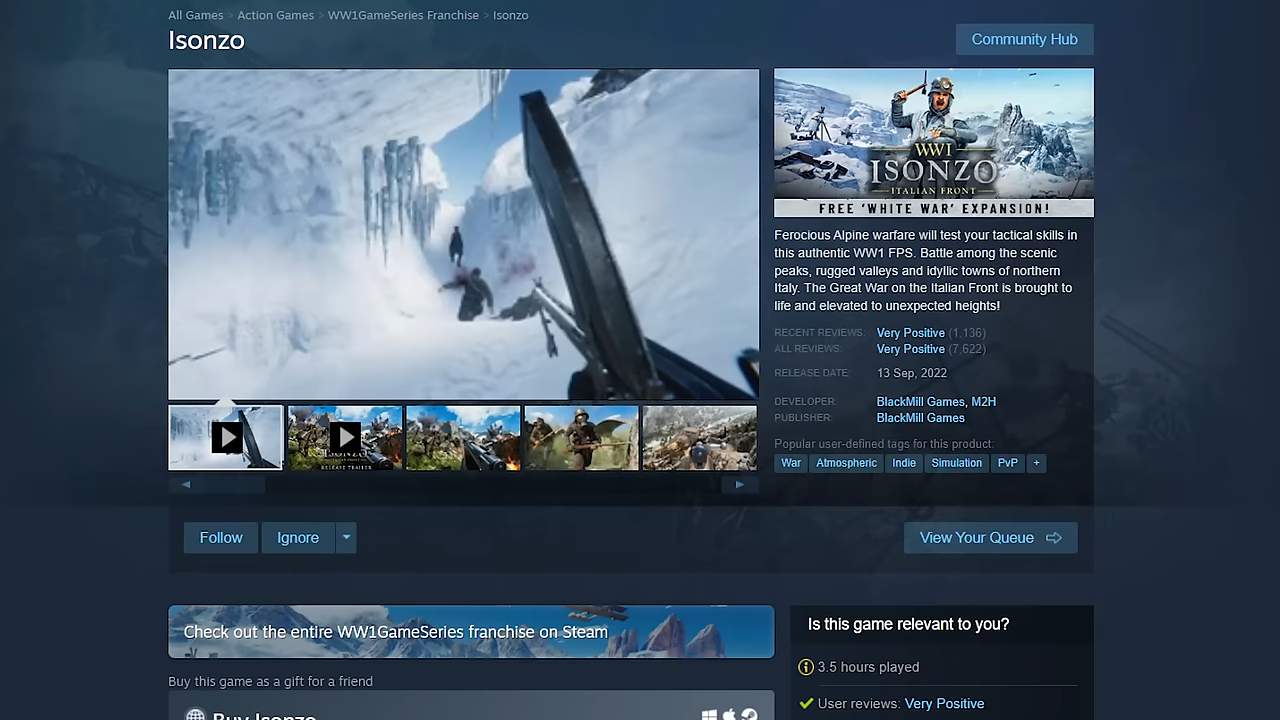 All Games > Action Games > WW1GameSeries Franchise > Isonzo
Isonzo
Community Hub
WWI
ISONZO
ITALIAN FRONT
FREE 'WHITE WAR' EXPANSION!
Ferocious Alpine warfare will test your tactical skills in
this authentic WW1 FPS. Battle among the scenic
peaks, rugged valleys and idyllic towns of northern
Italy. The Great War on the Italian Front is brought to
life and elevated to unexpected heights!
RECENT REVIEWS: Very Positive (1,136)
ALL REVIEWS: Very Positive (7,622)
RELEASE DATE: 13 Sep, 2022
DEVELOPER: BlackMill Games, M2H
PUBLISHER: BlackMill Games
Popular user-defined tags for this product:
War Atmospheric Indie Simulation PvP +
ISONZO
RELEASE TRAILER
Follow Ignore
View Your Queue
Check out the entire WW1GameSeries franchise on Steam
Is this game relevant to you?
3.5 hours played
User reviews: Very Positive
Buy this game as a gift for a friend
Buy Isonzo